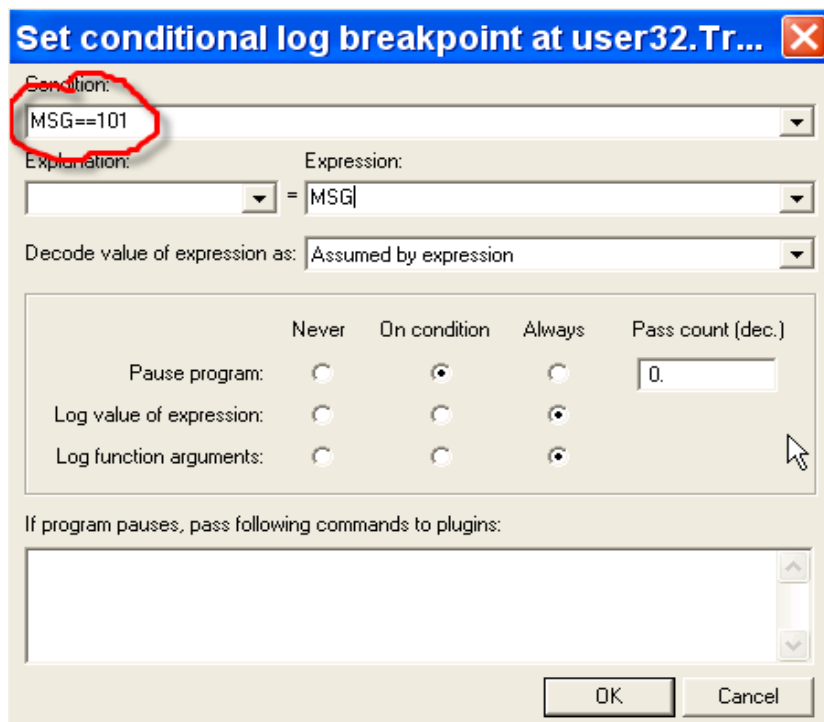 Set conditional log breakpoint at user32.Tr...
Condition:
MSG==101
Explanation: Expression:
= MSG
Decode value of expression as: Assumed by expression
Never On condition Always Pass count (dec.)
Pause program: 0.
Log value of expression:
Log function arguments:
If program pauses, pass following commands to plugins:
OK Cancel